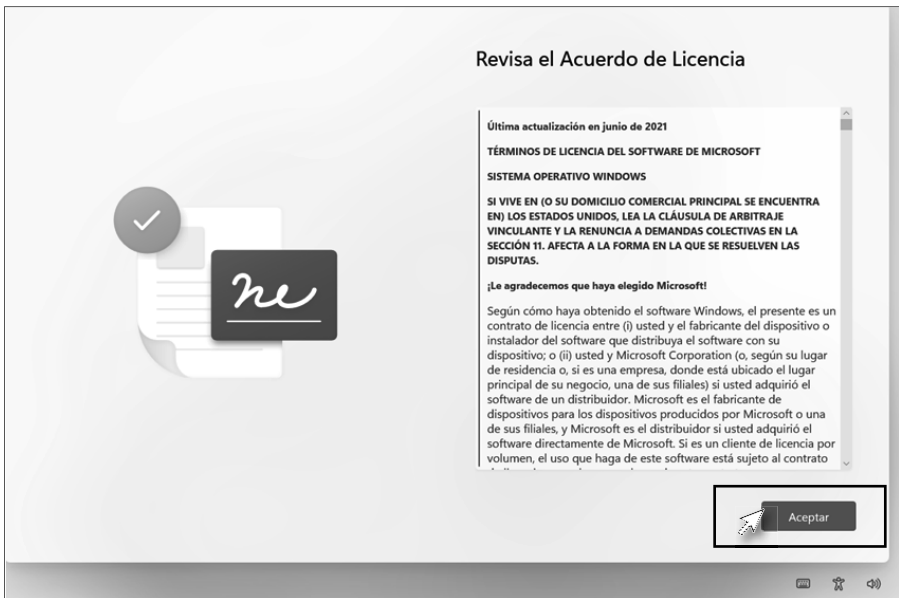 Revisa el Acuerdo de Licencia
Última actualización en junio de 2021
TÉRMINOS DE LICENCIA DEL SOFTWARE DE MICROSOFT
SISTEMA OPERATIVO WINDOWS
SI VIVE EN (O SU DOMICILIO COMERCIAL PRINCIPAL SE ENCUENTRA
EN) LOS ESTADOS UNIDOS, LEA LA CLÁUSULA DE ARBITRAJE
VINCULANTE Y LA RENUNCIA A DEMANDAS COLECTIVAS EN LA
SECCIÓN 11. AFECTA A LA FORMA EN LA QUE SE RESUELVEN LAS
DISPUTAS.
¡Le agradecemos que haya elegido Microsoft!
Según cómo haya obtenido el software Windows, el presente es un
contrato de licencia entre (i) usted y el fabricante del dispositivo o
instalador del software que distribuya el software con su
dispositivo; o (ii) usted y Microsoft Corporation (o, según su lugar
de residencia o, si es una empresa, donde está ubicado el lugar
principal de su negocio, una de sus filiales) si usted adquirió el
software de un distribuidor. Microsoft es el fabricante de
dispositivos para los dispositivos producidos por Microsoft o una
de sus filiales, y Microsoft es el distribuidor si usted adquirió el
software directamente de Microsoft. Si es un cliente de licencia por
volumen, el uso que haga de este software está sujeto al contrato
Aceptar